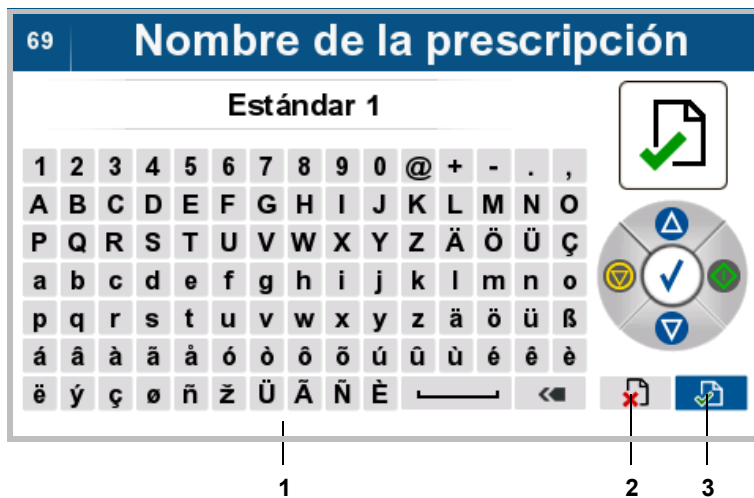 69 Nombre de la prescripción
Estándar 1
1 2 3 4 5 6 7 8 9 0 @ + - . ,
A B C D E F G H I J K L M N O
P Q R S T U V W X Y Z Ä Ö Ü Ç
a b c d e f g h i j k l m n o
p q r s t u v w x y z ä ö ü ß
á â à ã å ó ò ô õ ú û ù é ê è
ë ý ç ø ñ ž Ü Ã Ñ È
1 2 3